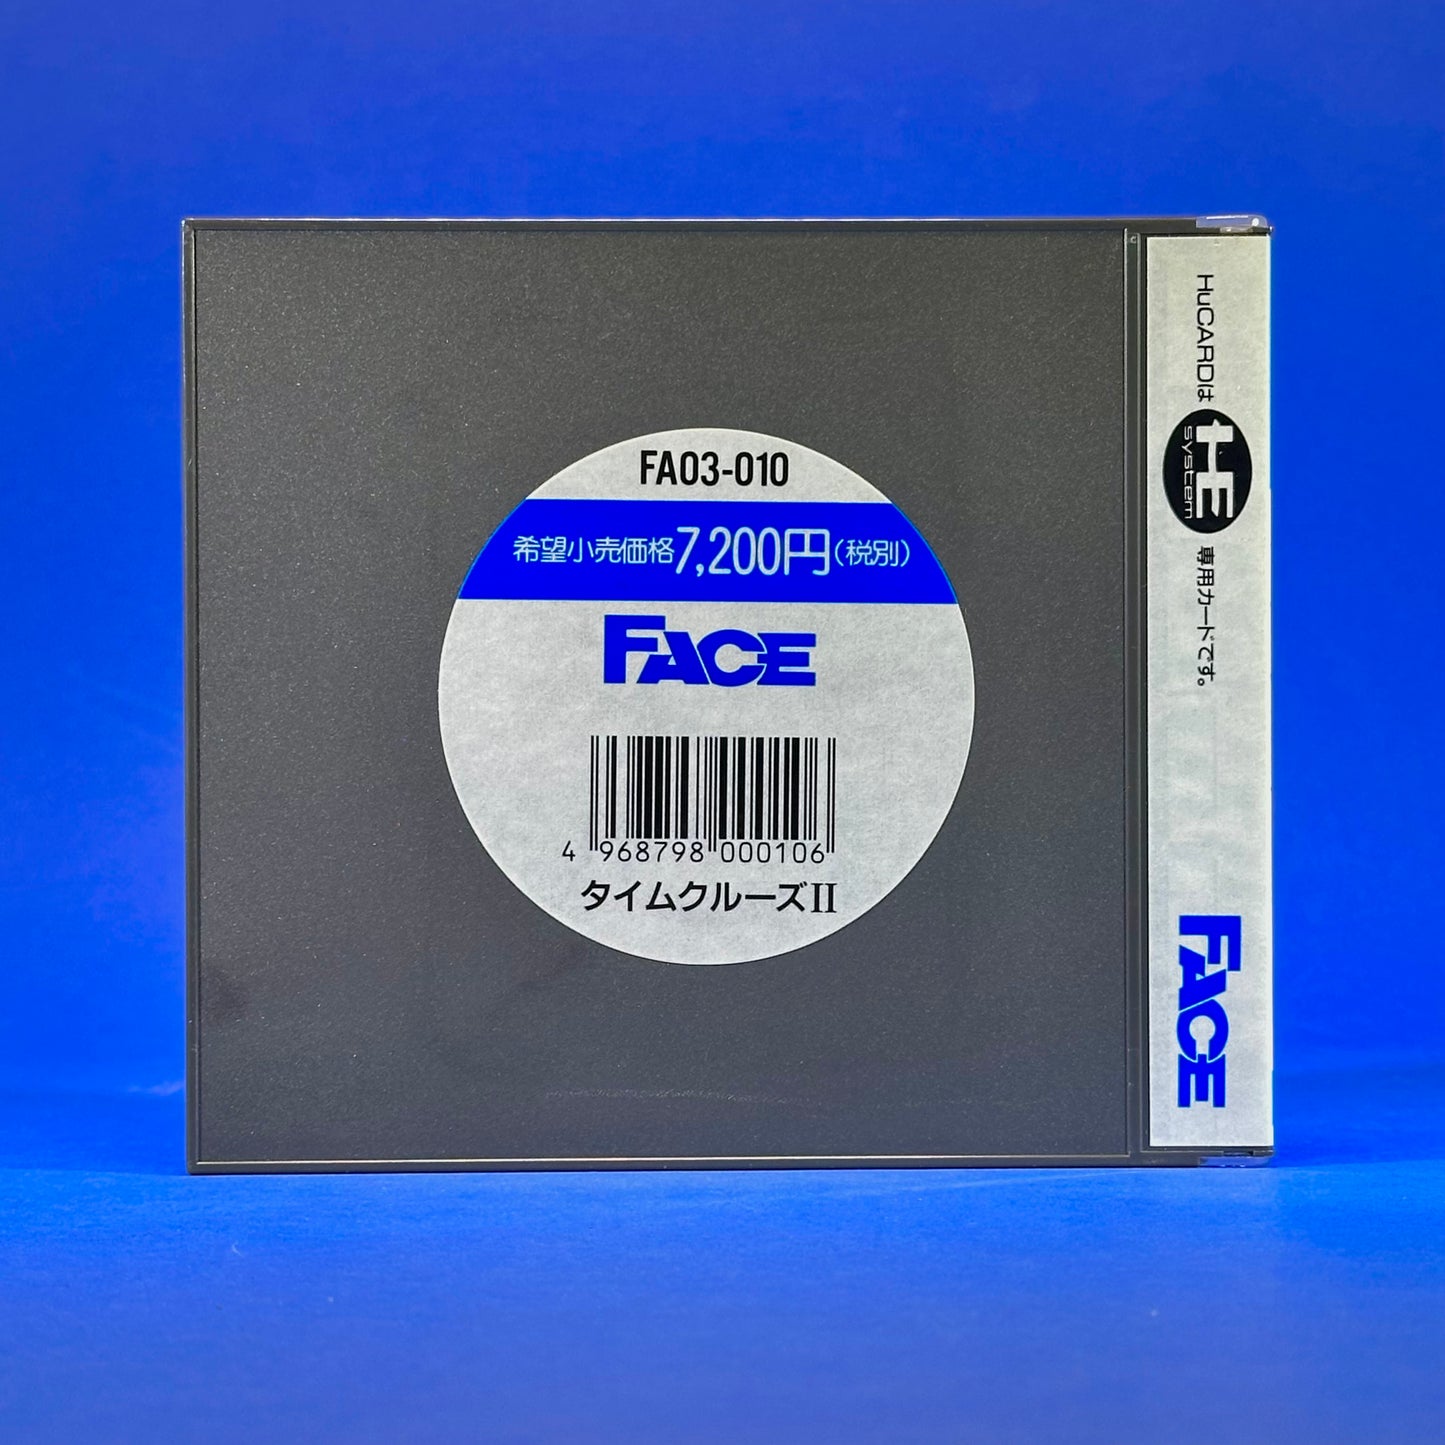 FA03-010
希望小売価格7,200円(税別)
FACE
4 968798 000106
タイムクルーズII
HuCARDは
HE
system
専用カードです。
FACE